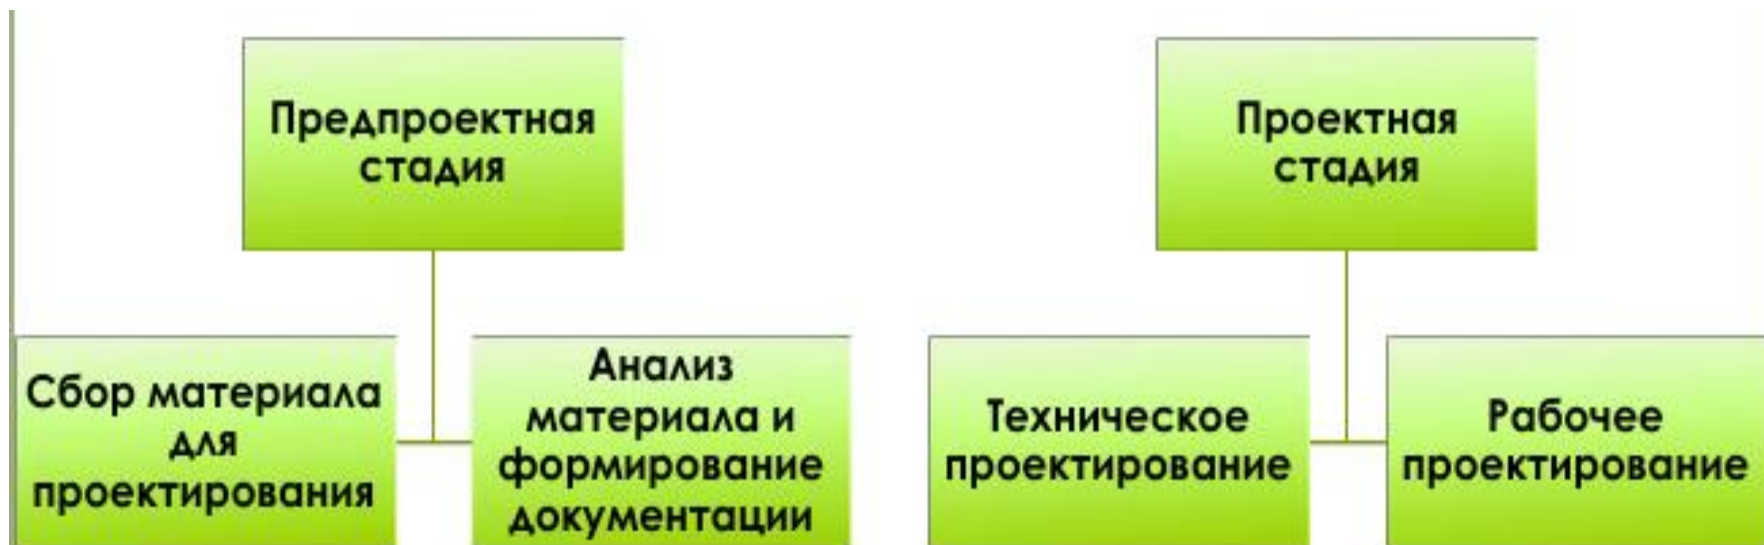 Предпроектная
стадия
Проектная
стадия
Сбор материала
для
проектирования
Анализ
материала и
формирование
документации
Техническое
проектирование
Рабочее
проектирование